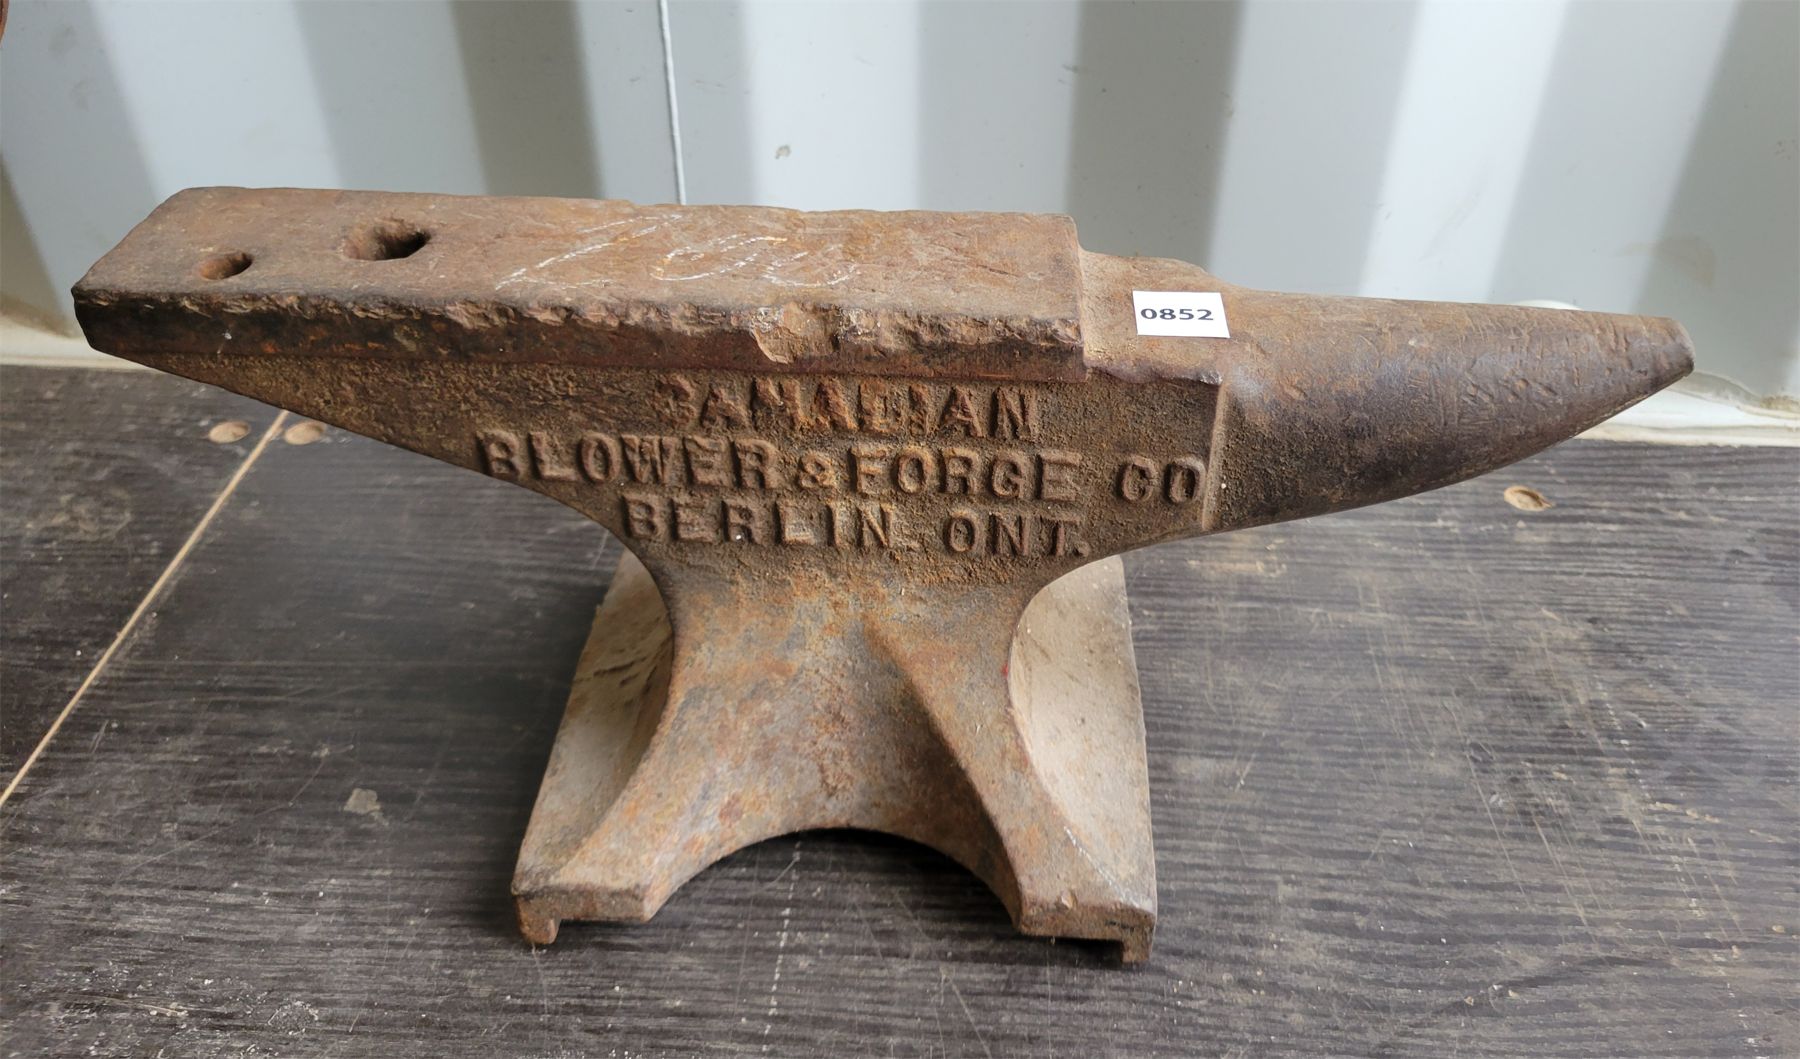 0852
CANADIAN
BLOWER & FORGE CO
BERLIN. ONT.